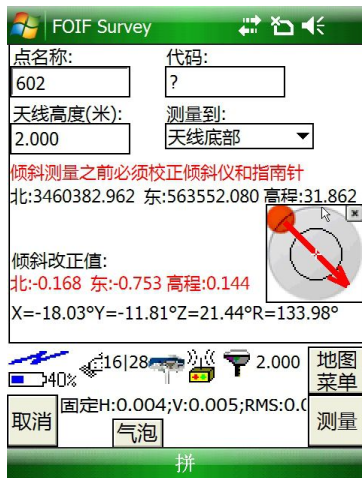 FOIF Survey
点名称: 代码:
602 ?
天线高度(米): 测量到:
2.000 天线底部
倾斜测量之前必须校正倾斜仪和指南针
北:3460382.962 东:563552.080 高程:31.862
倾斜改正值:
北:-0.168 东:-0.753 高程:0.144
X=-18.03°Y=-11.81°Z=21.44°R=133.98°
40% 16|28 2.000 地图
菜单
取消 固定H:0.004;V:0.005;RMS:0.0 测量
气泡
拼